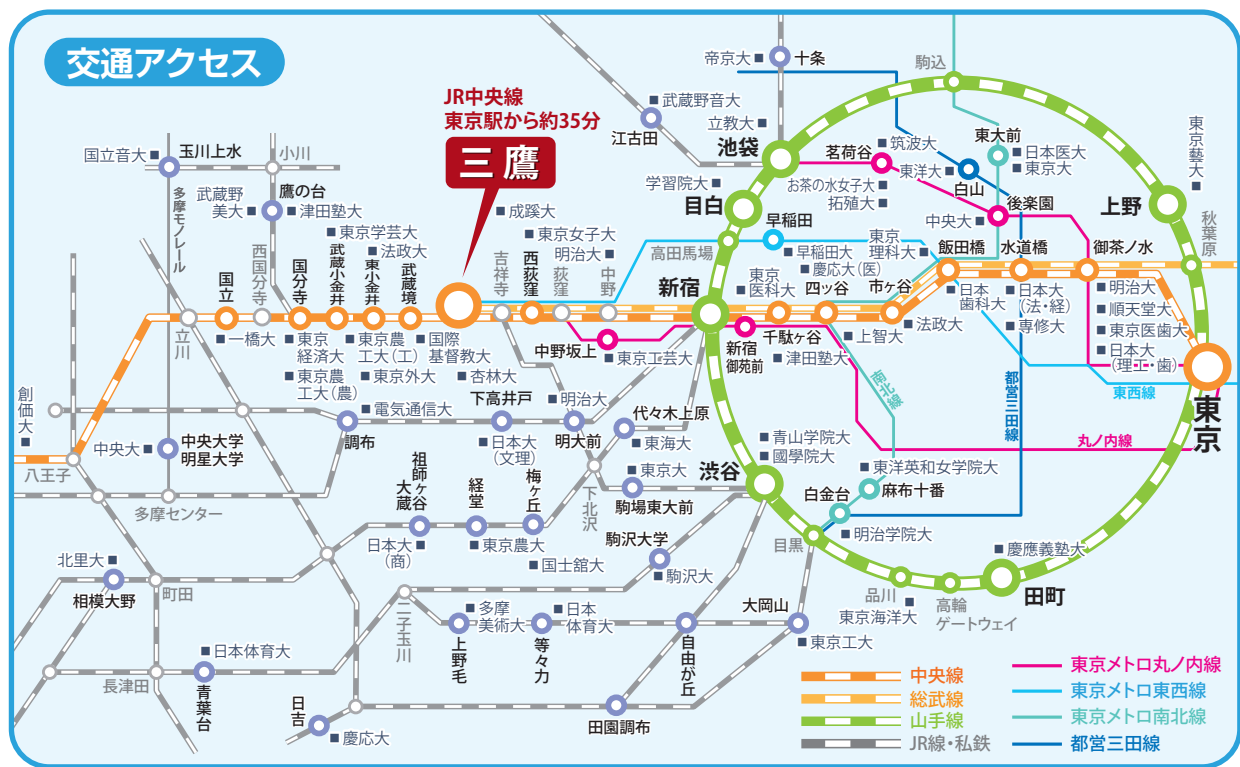 交通アクセス
JR中央線
東京駅から約35分
三鷹
帝京大
十条
武蔵野音大
江古田
立教大
池袋
駒込
東大前
日本医大
東京大
茗荷谷
筑波大
東洋大
白山
お茶の水女子大
拓殖大
後楽園
中央大
東京藝大
上野
秋葉原
学習院大
目白
早稲田
高田馬場
早稲田大
慶応大(医)
東京
理科大
飯田橋
水道橋
御茶ノ水
国立音大
玉川上水
小川
多摩モノレール
武蔵野
美大
鷹の台
津田塾大
東京学芸大
法政大
成蹊大
東京女子大
明治大
国立
西国分寺
国分寺
武蔵小金井
東小金井
武蔵境
吉祥寺
西荻窪
荻窪
中野
新宿
東京
医科大
四ッ谷
市ヶ谷
日本
歯科大
日本大
(法・経)
専修大
明治大
順天堂大
東京医歯大
日本大
(理工・歯)
立川
一橋大
東京
経済大
東京農
工大(農)
東京農
工大(工)
東京外大
国際
基督教大
杏林大
中野坂上
東京工芸大
新宿
御苑前
千駄ヶ谷
津田塾大
上智大
法政大
南北線
都営三田線
東西線
東京
丸ノ内線
創価大
八王子
中央大
中央大学
明星大学
電気通信大
調布
下高井戸
日本大
(文理)
明治大
明大前
代々木上原
東海大
青山学院大
國學院大
渋谷
東洋英和女学院大
麻布十番
白金台
明治学院大
目黒
多摩センター
祖師ヶ谷
大蔵
日本大
(商)
経堂
東京農大
梅ヶ丘
国士舘大
下北沢
東京大
駒場東大前
駒沢大学
駒沢大
慶應義塾大
田町
品川
東京海洋大
高輪
ゲートウェイ
北里大
相模大野
町田
二子玉川
多摩
美術大
上野毛
日本
体育大
等々力
自由が丘
大岡山
東京工大
長津田
日本体育大
青葉台
日吉
慶応大
田園調布
中央線
総武線
山手線
JR線・私鉄
東京メトロ丸ノ内線
東京メトロ東西線
東京メトロ南北線
都営三田線